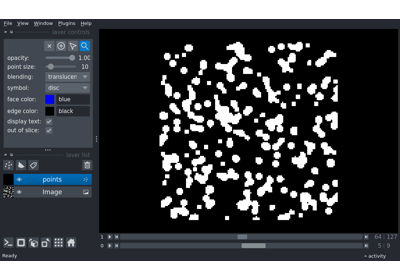 File View Window Plugins Help
layer controls
opacity: 1.00
point size: 10
blending: translucen
symbol: disc
face color: blue
edge color: black
display text:
out of slice:
layer list
points
Image
1 64 127
0 5 9
Ready activity